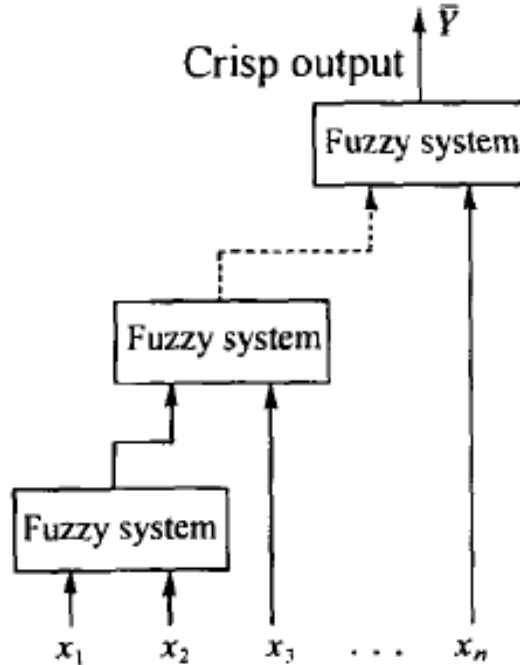 Ȳ
Crisp output
Fuzzy system
Fuzzy system
Fuzzy system
x₁ x₂ x₃ . . . xₙ